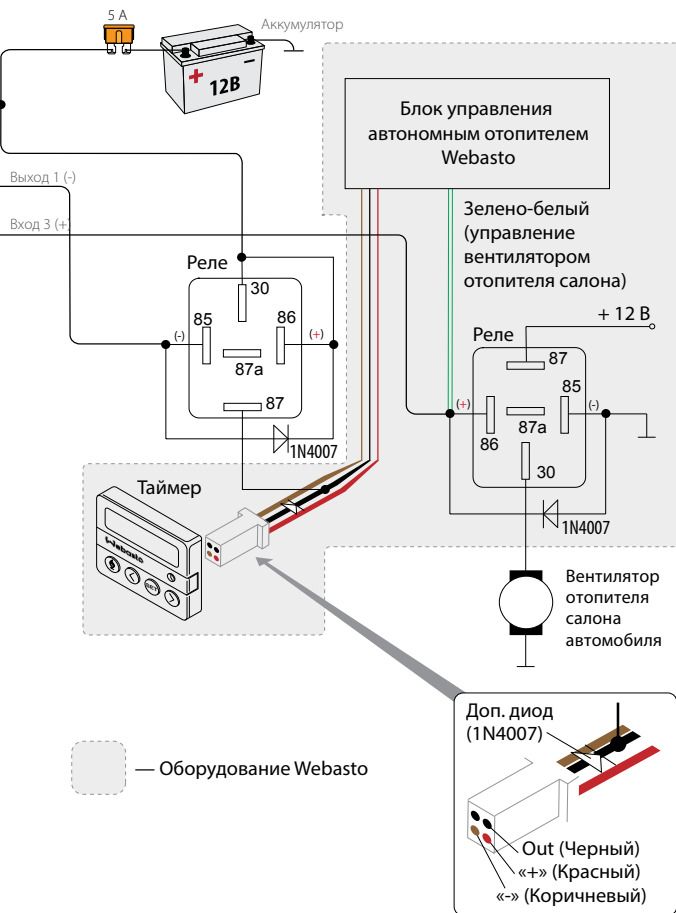 5 А
Аккумулятор
12В
Блок управления
автономным отопителем
Webasto
Выход 1 (-)
Вход 3 (+)
Зелено-белый
(управление
вентилятором
отопителя салона)
Реле
30
85
86
(-)
(+)
87a
87
1N4007
+ 12 В
Реле
87
85
(+)
(-)
87a
86
30
1N4007
Таймер
Webasto
SET
Вентилятор
отопителя
салона
автомобиля
Доп. диод
(1N4007)
— Оборудование Webasto
Out (Черный)
«+» (Красный)
«-» (Коричневый)